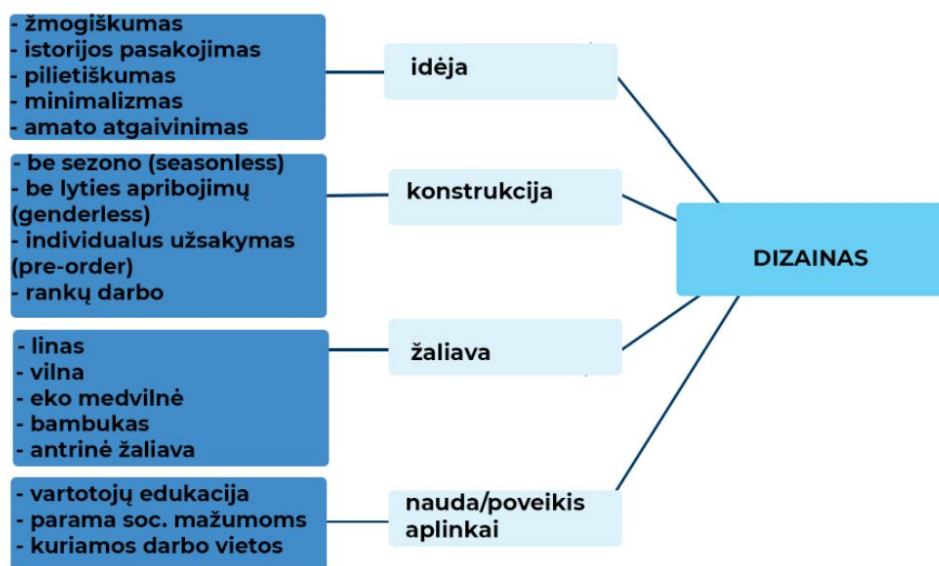 - žmogiškumas
- istorijos pasakojimas
- pilietiškumas
- minimalizmas
- amato atgaivinimas
idėja
- be sezono (seasonless)
- be lyties apribojimų
(genderless)
- individualus užsakymas
(pre-order)
- rankų darbo
konstrukcija
DIZAINAS
- linas
- vilna
- eko medvilnė
- bambukas
- antrinė žaliava
žaliava
- vartotojų edukacija
- parama soc. mažumoms
- kuriamos darbo vietos
nauda/poveikis
aplinkai